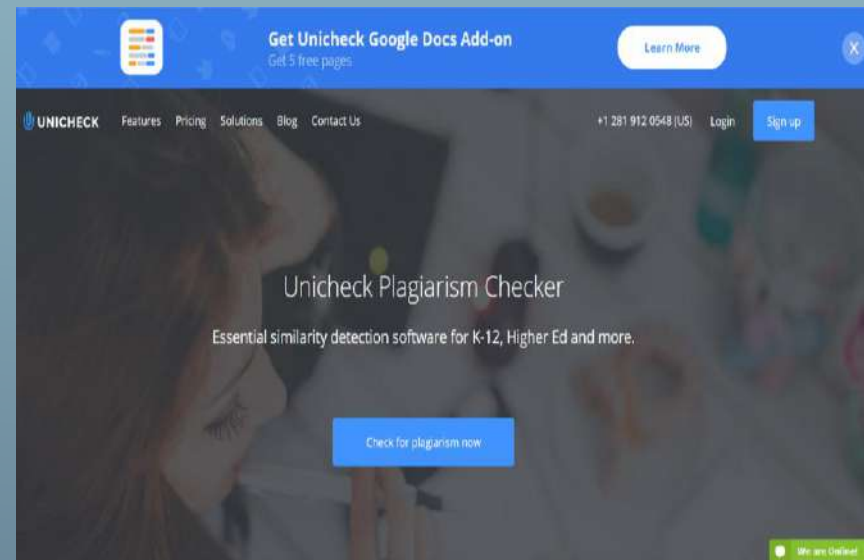 Get Unicheck Google Docs Add-on
Get 5 free pages
Learn More
X
UNICHECK Features Pricing Solutions Blog Contact Us +1 281 912 0548 (US) Login Sign up
Unicheck Plagiarism Checker
Essential similarity detection software for K-12, Higher Ed and more.
Check for plagiarism now
We are Online!